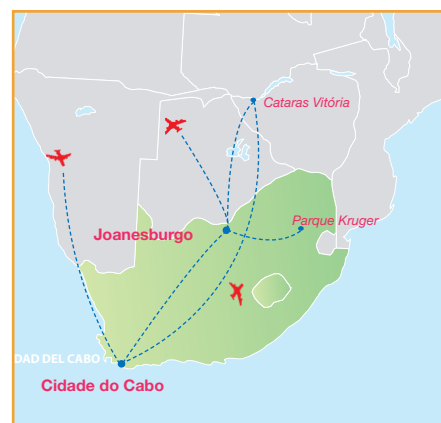 Cataras Vitória
Parque Kruger
Joanesburgo
DAD DEL CABO
Cidade do Cabo